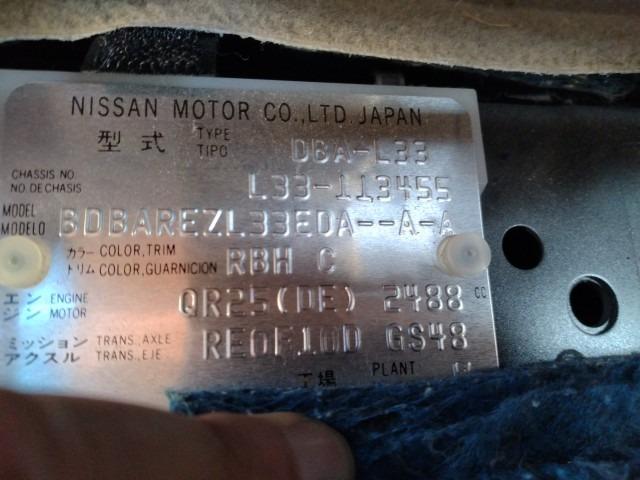 NISSAN MOTOR CO.,LTD.JAPAN
型式 TYPE TIPO DBA-L33
CHASSIS NO. NO. DE CHASIS L33-113455
MODEL MODELO BDBAREZL33EDA--A-A
カラー COLOR,TRIM
トリム COLOR,GUARNICION RBH C
エンジン ENGINE MOTOR QR25(DE) 2488 CC
ミッション TRANS.,AXLE
アクスル TRANS.,EJE RE0F10D GS48
工場 PLANT